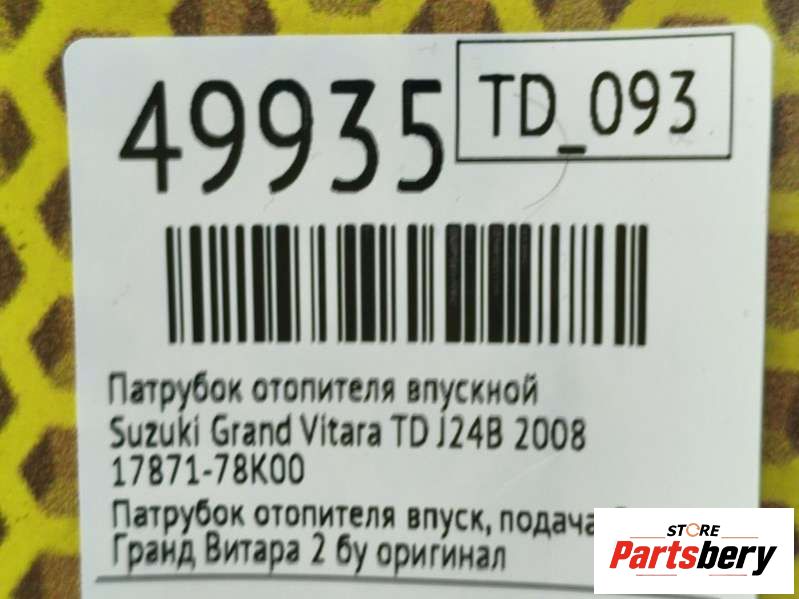 49935
TD_093
Патрубок отопителя впускной
Suzuki Grand Vitara TD J24B 2008
17871-78K00
Патрубок отопителя впуск, подача
Гранд Витара 2 бу оригинал
STORE
Partsbery